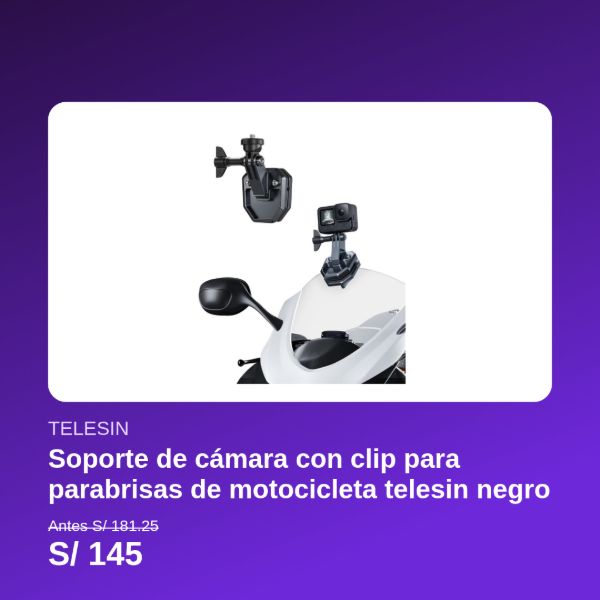 TELESIN
Soporte de cámara con clip para
parabrisas de motocicleta telesin negro
Antes S/ 181.25
S/ 145